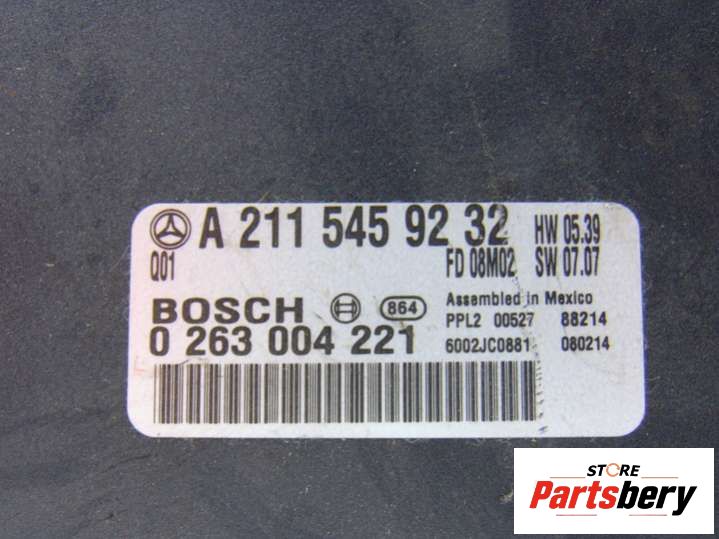 A 211 545 92 32 HW 05.39
Q01 FD 08M02 SW 07.07
BOSCH 864 Assembled in Mexico
PPL2 00527 88214
0 263 004 221 6002JC0881 080214
STORE
Partsbery